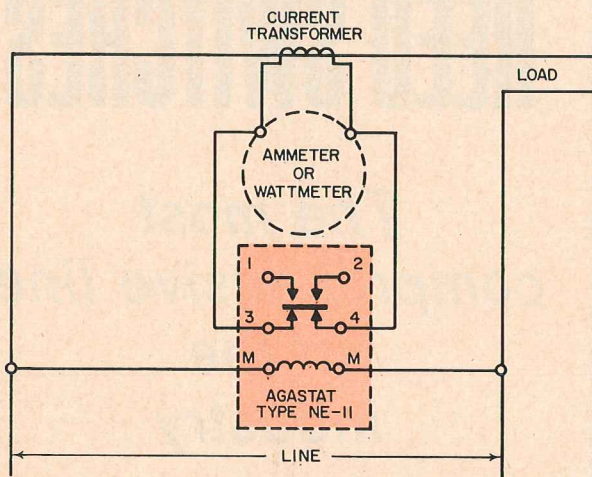 CURRENT
TRANSFORMER
LOAD
AMMETER
OR
WATTMETER
1 2
3 4
M M
AGASTAT
TYPE NE-11
LINE